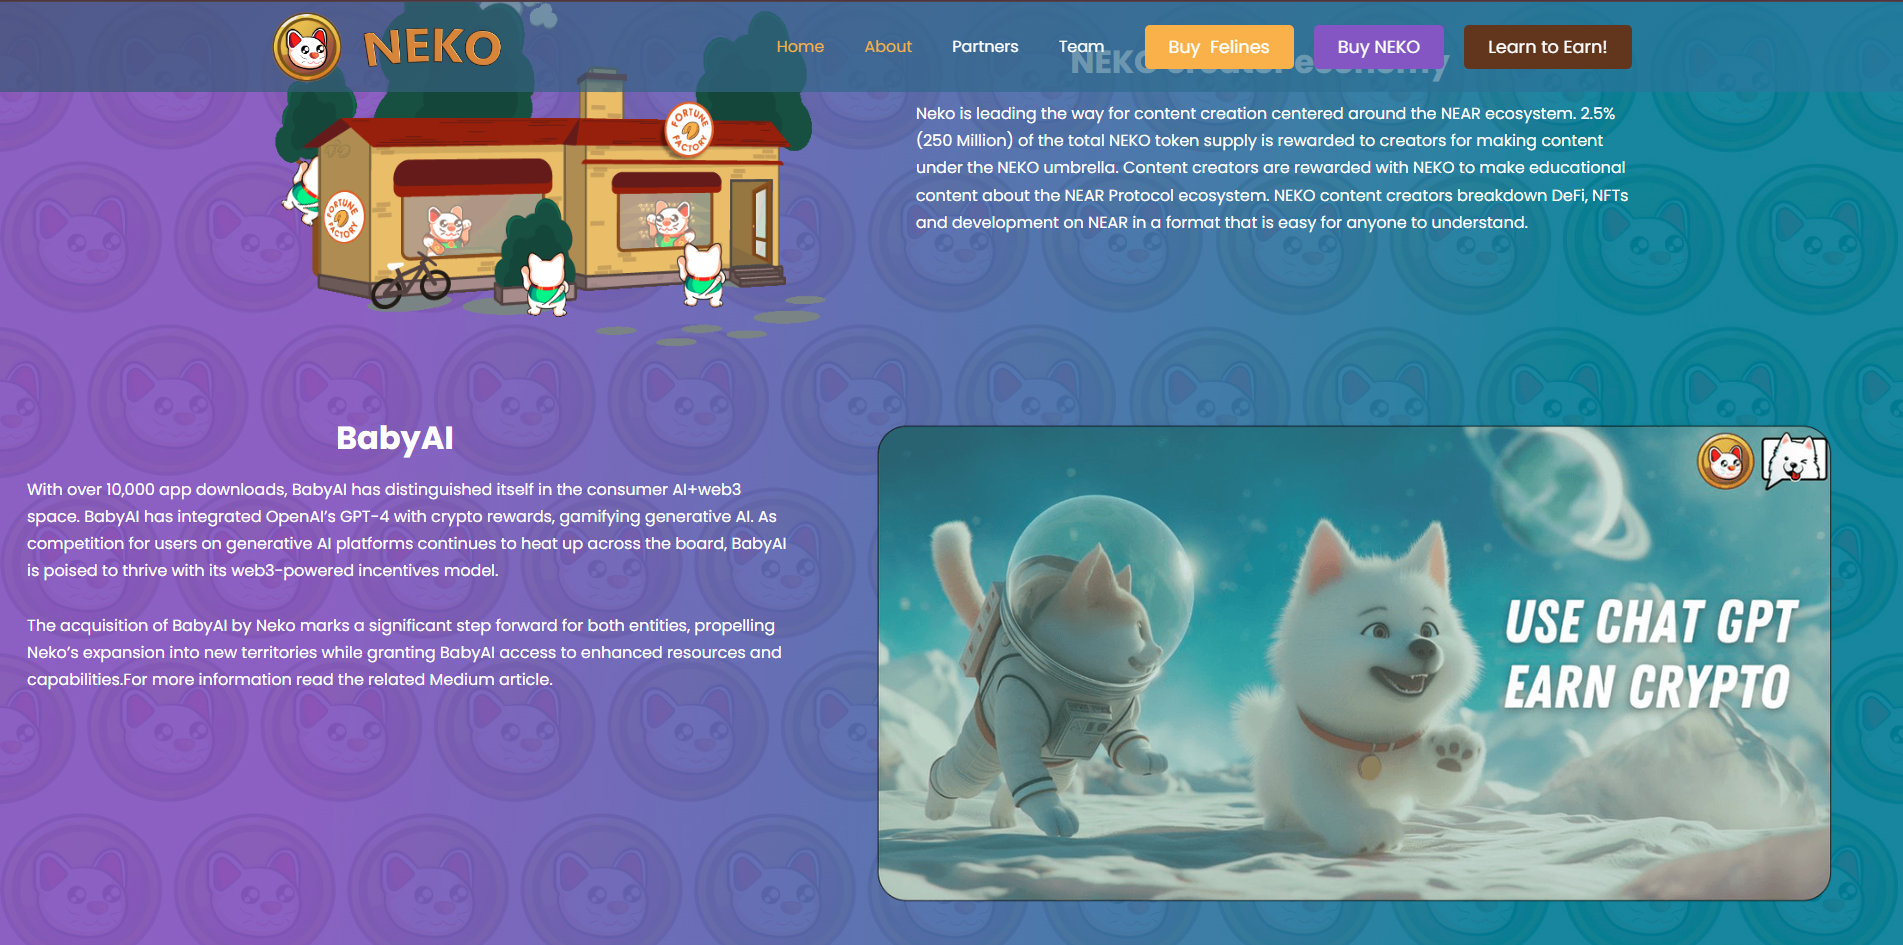 NEKO
Home About Partners Team Buy Felines Buy NEKO Learn to Earn!
NEKO creator economy
Neko is leading the way for content creation centered around the NEAR ecosystem. 2.5%
(250 Million) of the total NEKO token supply is rewarded to creators for making content
under the NEKO umbrella. Content creators are rewarded with NEKO to make educational
content about the NEAR Protocol ecosystem. NEKO content creators breakdown DeFi, NFTs
and development on NEAR in a format that is easy for anyone to understand.
FORTUNE
FACTORY
FORTUNE
FACTORY
BabyAI
With over 10,000 app downloads, BabyAI has distinguished itself in the consumer AI+web3
space. BabyAI has integrated OpenAI’s GPT-4 with crypto rewards, gamifying generative AI. As
competition for users on generative AI platforms continues to heat up across the board, BabyAI
is poised to thrive with its web3-powered incentives model.
The acquisition of BabyAI by Neko marks a significant step forward for both entities, propelling
Neko’s expansion into new territories while granting BabyAI access to enhanced resources and
capabilities.For more information read the related Medium article.
USE CHAT GPT
EARN CRYPTO